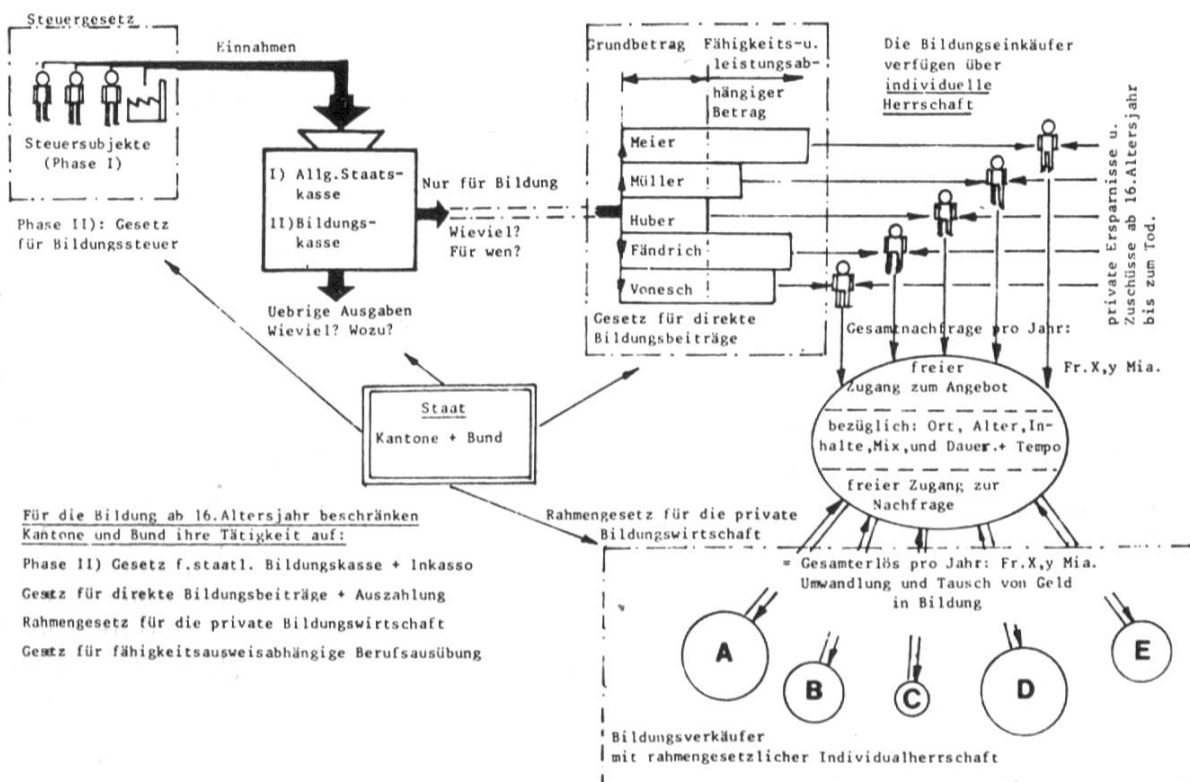 Steuergesetz
Einnahmen
Steuersubjekte
(Phase I)
Phase II): Gesetz
für Bildungssteuer
I) Allg.Staats-
kasse
II)Bildungs-
kasse
Nur für Bildung
Wieviel?
Für wen?
Uebrige Ausgaben
Wieviel? Wozu?
Grundbetrag
Fähigkeits-u.
leistungsab-
hängiger
Betrag
Meier
Müller
Huber
Fändrich
Vonesch
Gesetz für direkte
Bildungsbeiträge
Die Bildungseinkäufer
verfügen über
individuelle
Herrschaft
private Ersparnisse u.
Zuschüsse ab 16.Altersjahr
bis zum Tod.
Gesamtnachfrage pro Jahr:
Fr.X,y Mia.
freier
Zugang zum Angebot
bezüglich: Ort, Alter,In-
halte,Mix,und Dauer.+ Tempo
freier Zugang zur
Nachfrage
Staat
Kantone + Bund
Für die Bildung ab 16.Altersjahr beschränken
Kantone und Bund ihre Tätigkeit auf:
Phase II) Gesetz f.staatl. Bildungskasse + Inkasso
Gesetz für direkte Bildungsbeiträge + Auszahlung
Rahmengesetz für die private Bildungswirtschaft
Gesetz für fähigkeitsausweisabhängige Berufsausübung
Rahmengesetz für die private
Bildungswirtschaft
= Gesamterlös pro Jahr: Fr.X,y Mia.
Umwandlung und Tausch von Geld
in Bildung
A
B
C
D
E
Bildungsverkäufer
mit rahmengesetzlicher Individualherrschaft